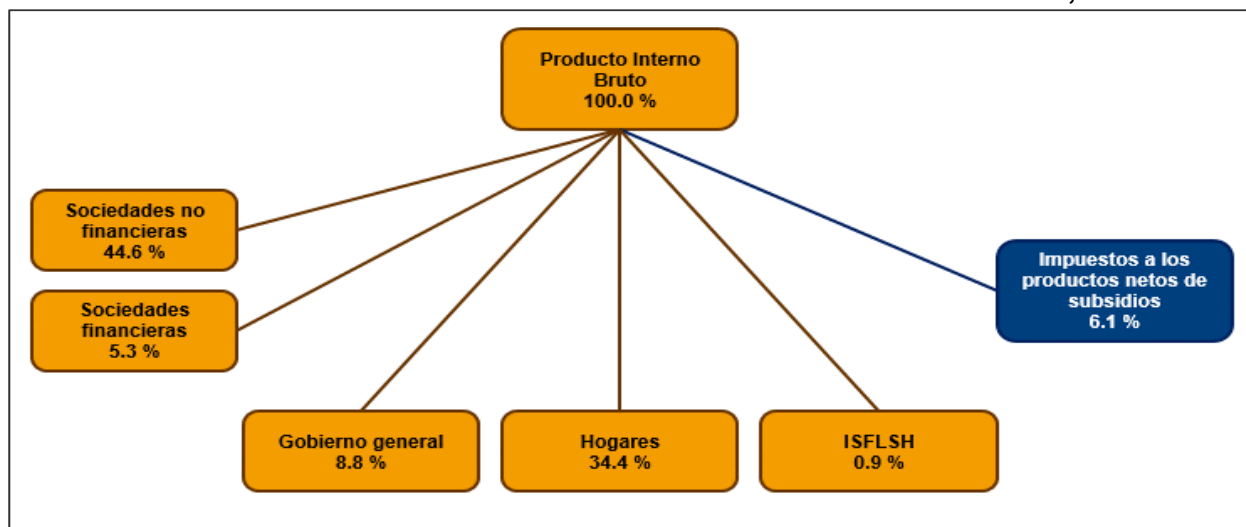 Producto Interno
Bruto
100.0 %
Sociedades no
financieras
44.6 %
Sociedades
financieras
5.3 %
Impuestos a los
productos netos de
subsidios
6.1 %
Gobierno general
8.8 %
Hogares
34.4 %
ISFLSH
0.9 %